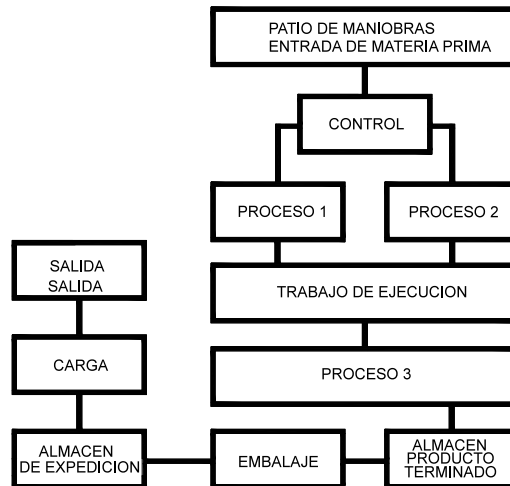 PATIO DE MANIOBRAS
ENTRADA DE MATERIA PRIMA
CONTROL
PROCESO 1
PROCESO 2
SALIDA
SALIDA
TRABAJO DE EJECUCION
CARGA
PROCESO 3
ALMACEN
DE EXPEDICION
EMBALAJE
ALMACEN
PRODUCTO
TERMINADO